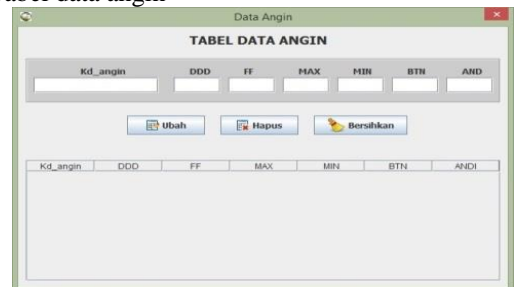 Tabel data angin
Data Angin
TABEL DATA ANGIN
Kd_angin DDD FF MAX MIN BTN AND
Ubah Hapus Bersihkan
Kd_angin DDD FF MAX MIN BTN ANDI